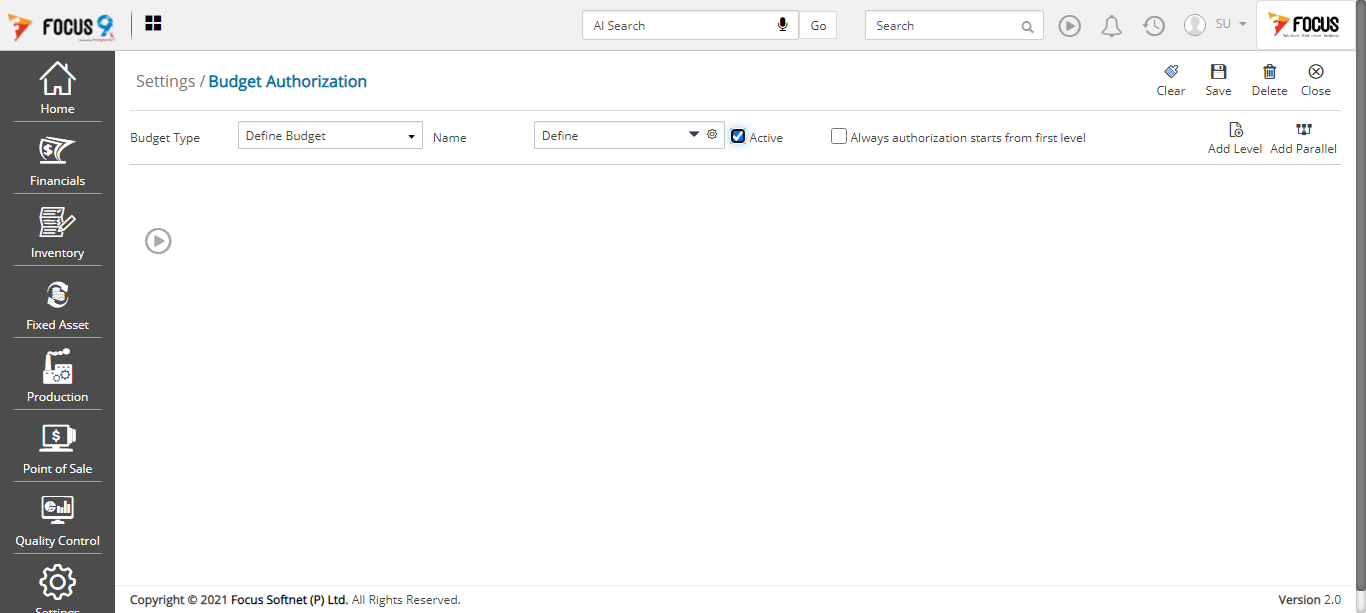 FOCUS 9
AI Search
Go
Search
SU
FOCUS
Home
Financials
Inventory
Fixed Asset
Production
Point of Sale
Quality Control
Settings
Settings / Budget Authorization
Clear
Save
Delete
Close
Budget Type
Define Budget
Name
Define
Active
Always authorization starts from first level
Add Level
Add Parallel
Copyright © 2021 Focus Softnet (P) Ltd. All Rights Reserved.
Version 2.0